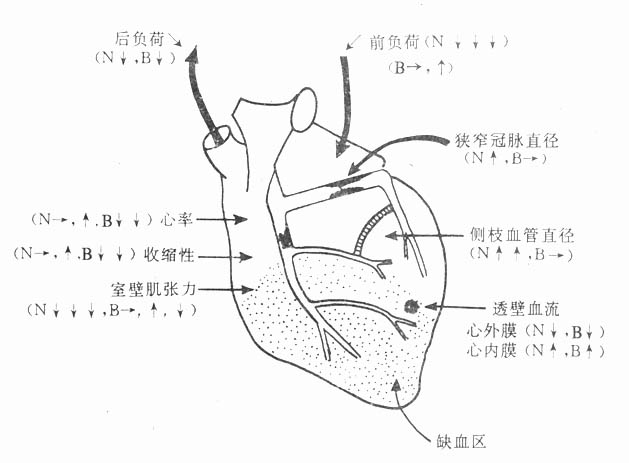 后负荷↘
(N↓,B↓)
↙前负荷(N↓↓↓)
(B→,↑)
狭窄冠脉直径
(N↑,B→)
(N→,↑.B↓↓)心率
(N→,↑.B↓↓)收缩性
室壁肌张力
(N↓↓↓,B→,↑,↓)
侧枝血管直径
(N↑↑,B→)
透壁血流
心外膜(N↓,B↓)
心内膜(N↑,B↑)
缺血区